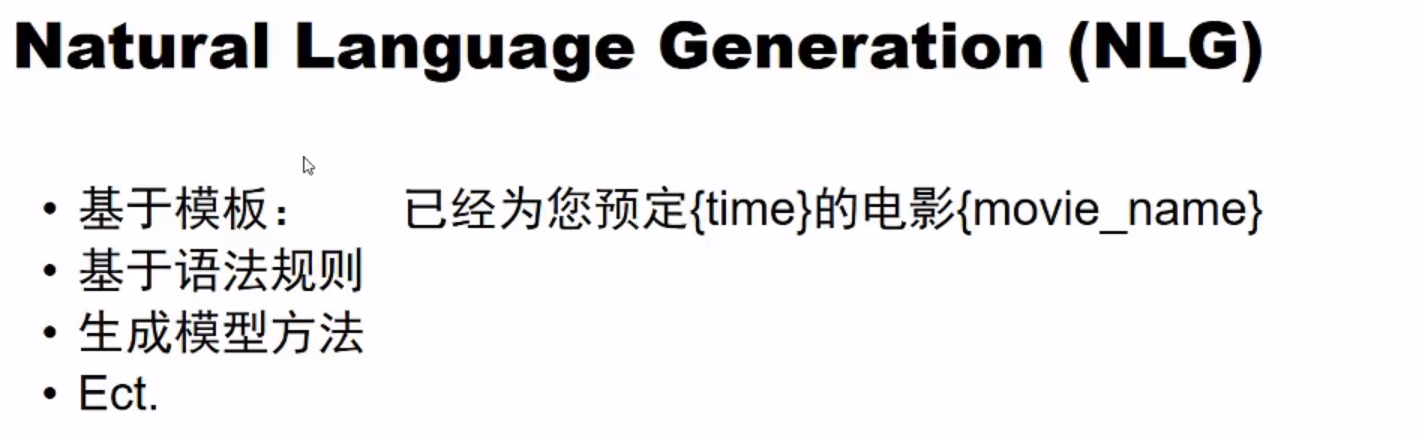 Natural Language Generation (NLG)
• 基于模板： 已经为您预定{time}的电影{movie_name}
• 基于语法规则
• 生成模型方法
• Ect.